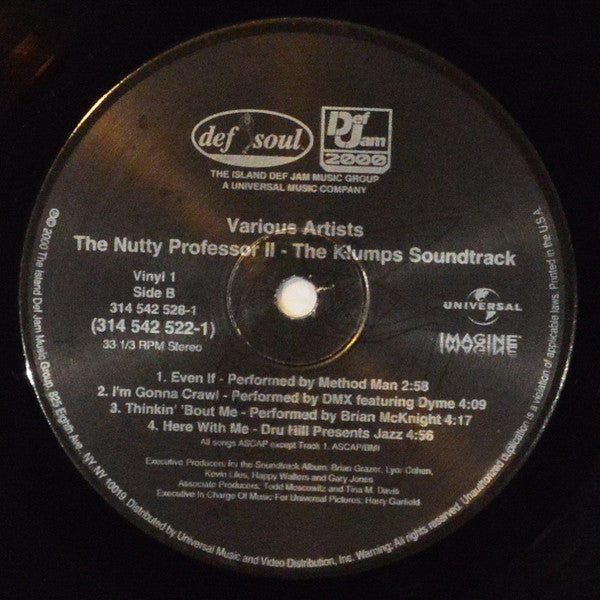 def soul
Def Jam
2000
THE ISLAND DEF JAM MUSIC GROUP
A UNIVERSAL MUSIC COMPANY
Various Artists
The Nutty Professor II - The Klumps Soundtrack
Vinyl 1
Side B
314 542 528-1
(314 542 522-1)
33 1/3 RPM Stereo
UNIVERSAL
IMAGINE
1. Even If - Performed by Method Man 2:58
2. I'm Gonna Crawl - Performed by DMX featuring Dyme 4:09
3. Thinkin' 'Bout Me - Performed by Brian McKnight 4:17
4. Here With Me - Dru Hill Presents Jazz 4:56
All songs ASCAP except Track 1. ASCAP/BMI
Executive Producers for the Soundtrack Album: Brian Grazer, Lyor Cohen,
Kevin Liles, Happy Walters and Gary Jones
Associate Producers: Todd Moscowitz and Tina M. Davis
Executive In Charge Of Music For Universal Pictures: Harry Garfield
℗© 2000 The Island Def Jam Music Group, 825 Eighth Ave. NY, NY 10019 Distributed by Universal Music and Video Distribution, Inc. Warning: All rights reserved. Unauthorized duplication is a violation of applicable laws. Printed in the U.S.A.